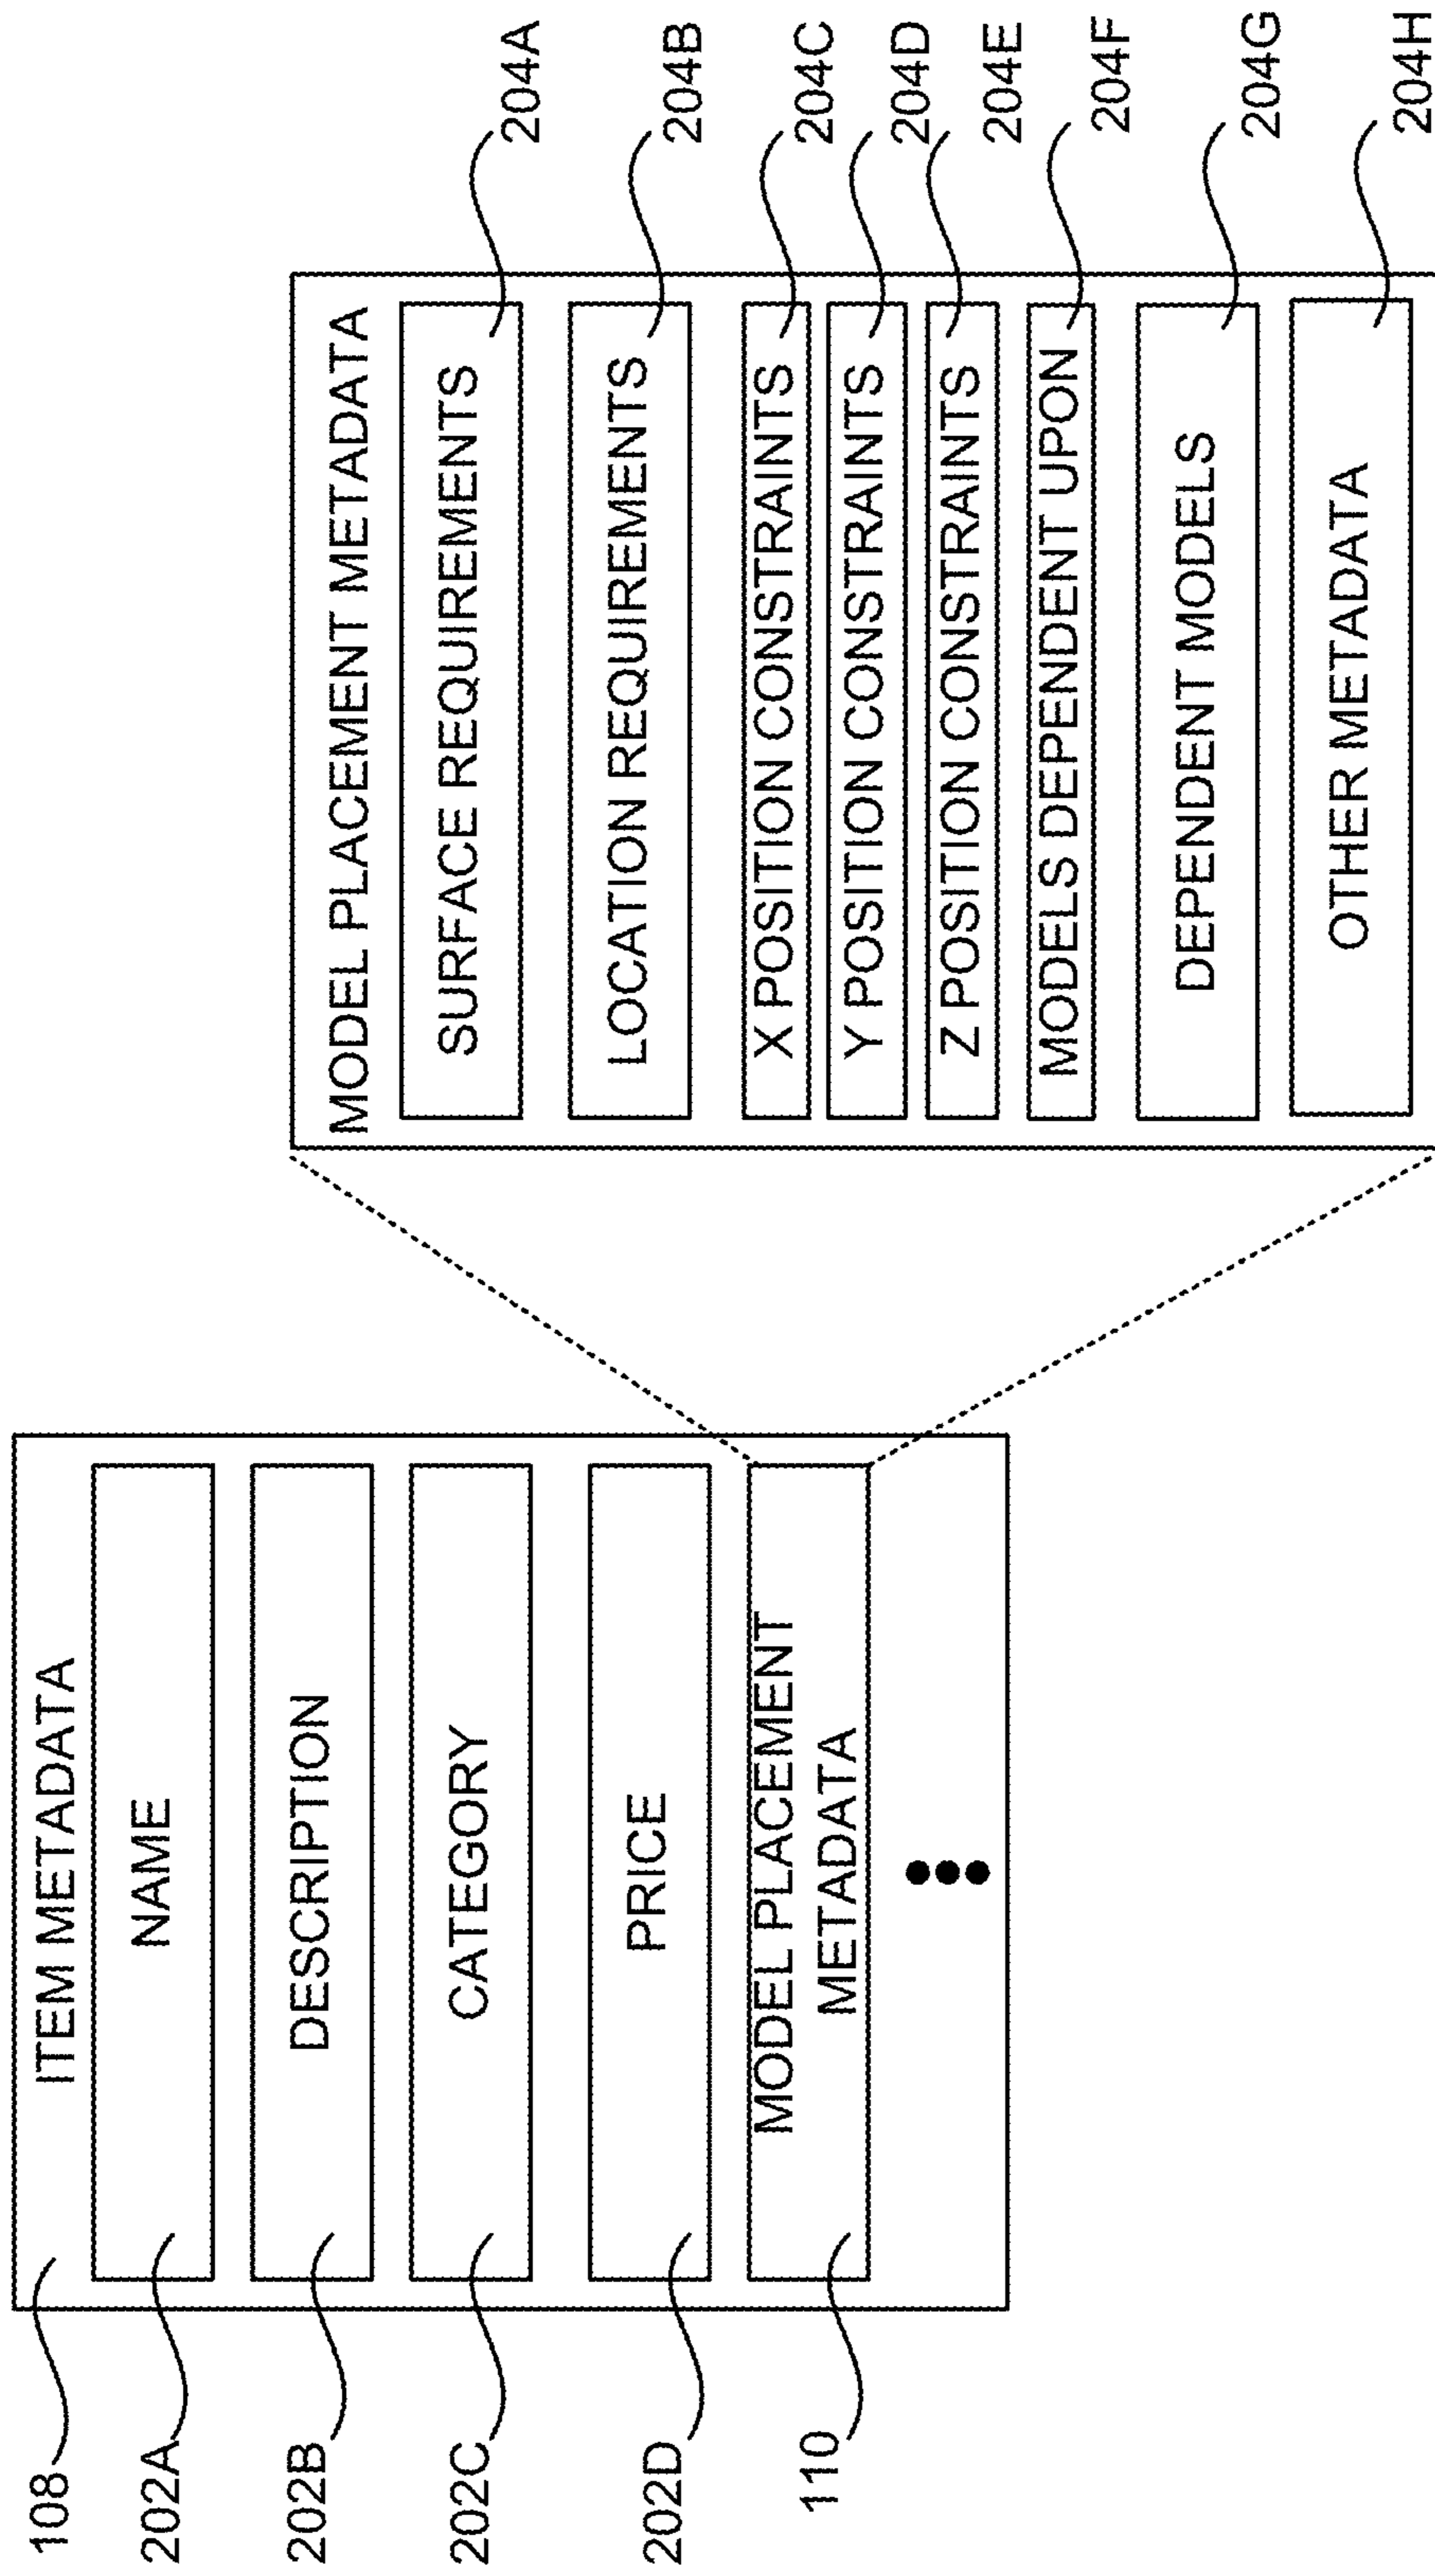 108
ITEM METADATA
202A
NAME
202B
DESCRIPTION
202C
CATEGORY
202D
PRICE
110
MODEL PLACEMENT
METADATA
MODEL PLACEMENT METADATA
SURFACE REQUIREMENTS
204A
LOCATION REQUIREMENTS
204B
X POSITION CONSTRAINTS
204C
Y POSITION CONSTRAINTS
204D
Z POSITION CONSTRAINTS
204E
MODELS DEPENDENT UPON
204F
DEPENDENT MODELS
204G
OTHER METADATA
204H